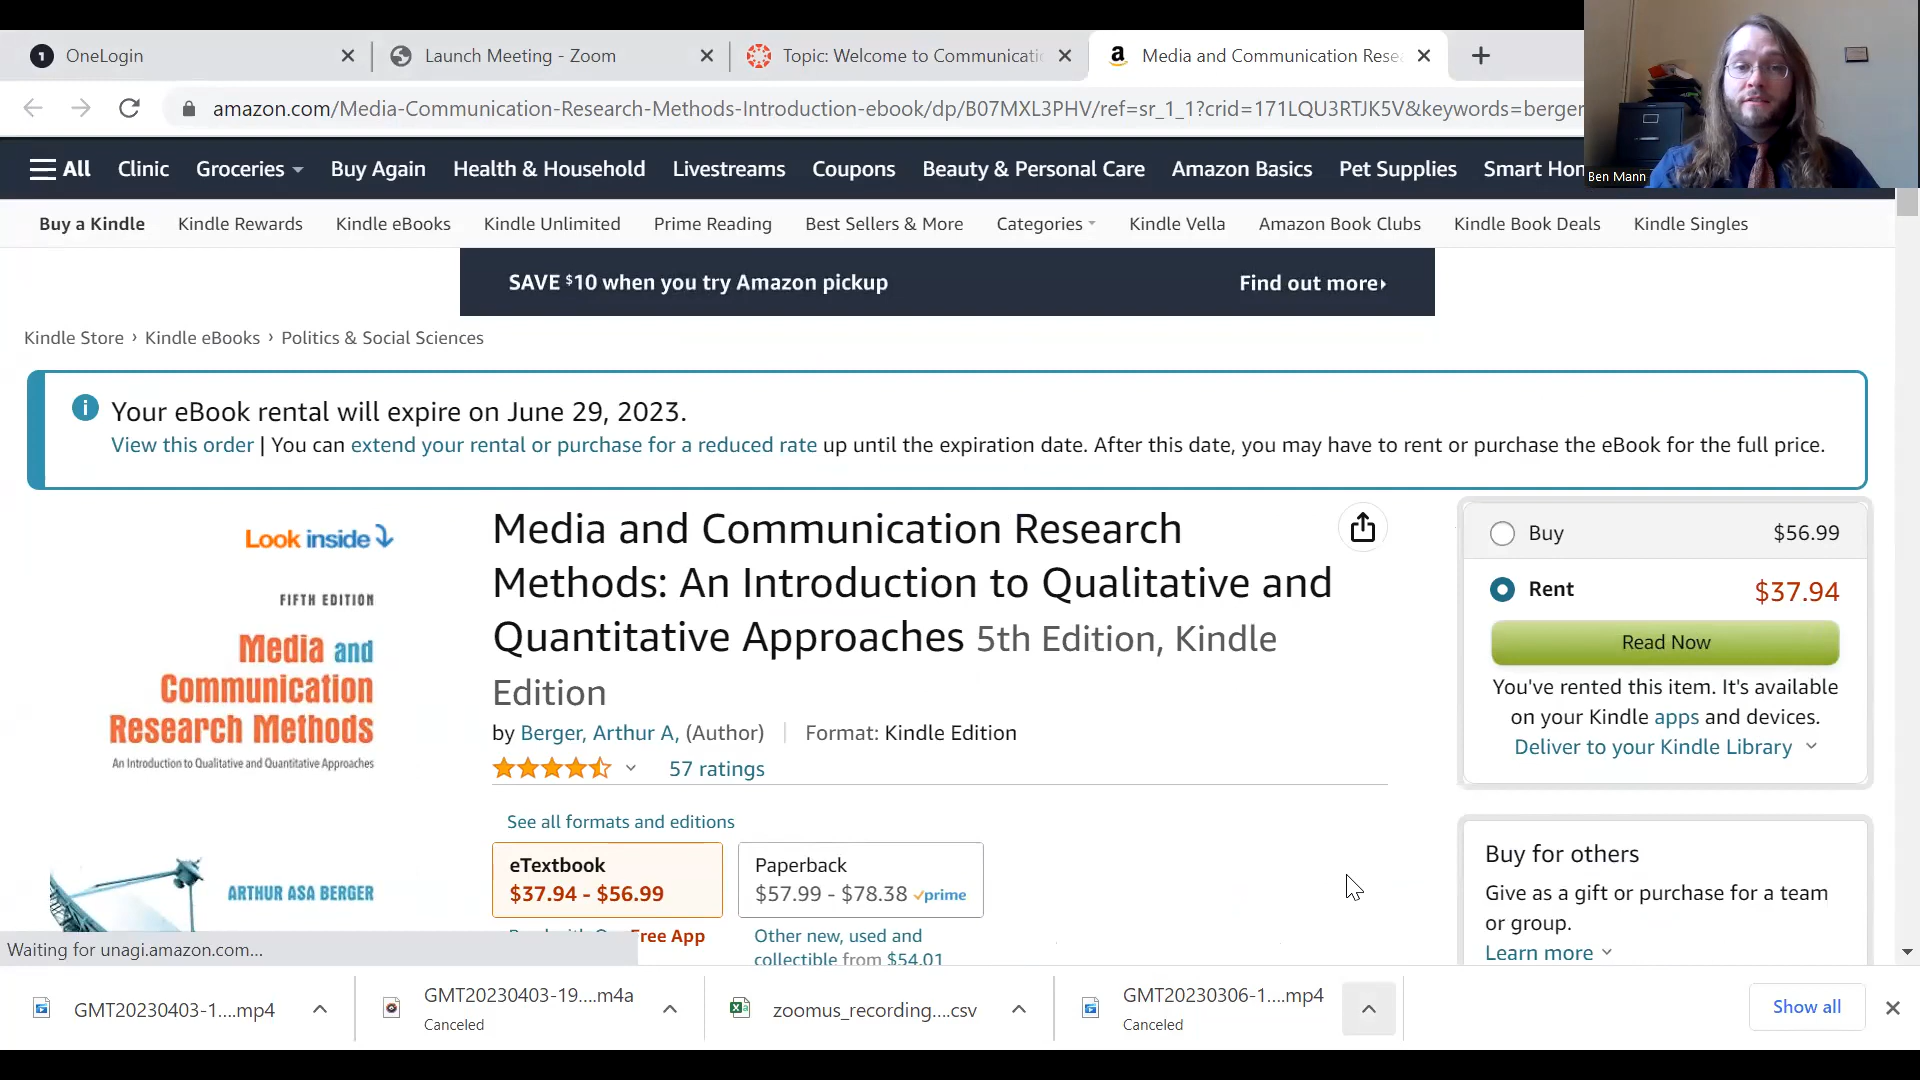 OneLogin
Launch Meeting - Zoom
Topic: Welcome to Communicati
Media and Communication Rese
amazon.com/Media-Communication-Research-Methods-Introduction-ebook/dp/B07MXL3PHV/ref=sr_1_1?crid=171LQU3RTJK5V&keywords=berger
Ben Mann
All Clinic Groceries Buy Again Health & Household Livestreams Coupons Beauty & Personal Care Amazon Basics Pet Supplies Smart Hom
Buy a Kindle Kindle Rewards Kindle eBooks Kindle Unlimited Prime Reading Best Sellers & More Categories Kindle Vella Amazon Book Clubs Kindle Book Deals Kindle Singles
SAVE $10 when you try Amazon pickup Find out more
Kindle Store › Kindle eBooks › Politics & Social Sciences
Your eBook rental will expire on June 29, 2023.
View this order | You can extend your rental or purchase for a reduced rate up until the expiration date. After this date, you may have to rent or purchase the eBook for the full price.
Look inside
FIFTH EDITION
Media and
Communication
Research Methods
An Introduction to Qualitative and Quantitative Approaches
ARTHUR ASA BERGER
Media and Communication Research
Methods: An Introduction to Qualitative and
Quantitative Approaches 5th Edition, Kindle
Edition
by Berger, Arthur A, (Author) Format: Kindle Edition
57 ratings
See all formats and editions
eTextbook
$37.94 - $56.99
Paperback
$57.99 - $78.38 prime
Free App
Other new, used and
collectible from $54.01
Buy $56.99
Rent $37.94
Read Now
You've rented this item. It's available
on your Kindle apps and devices.
Deliver to your Kindle Library
Buy for others
Give as a gift or purchase for a team
or group.
Learn more
Waiting for unagi.amazon.com...
GMT20230403-1....mp4
GMT20230403-19....m4a
Canceled
zoomus_recording....csv
GMT20230306-1....mp4
Canceled
Show all